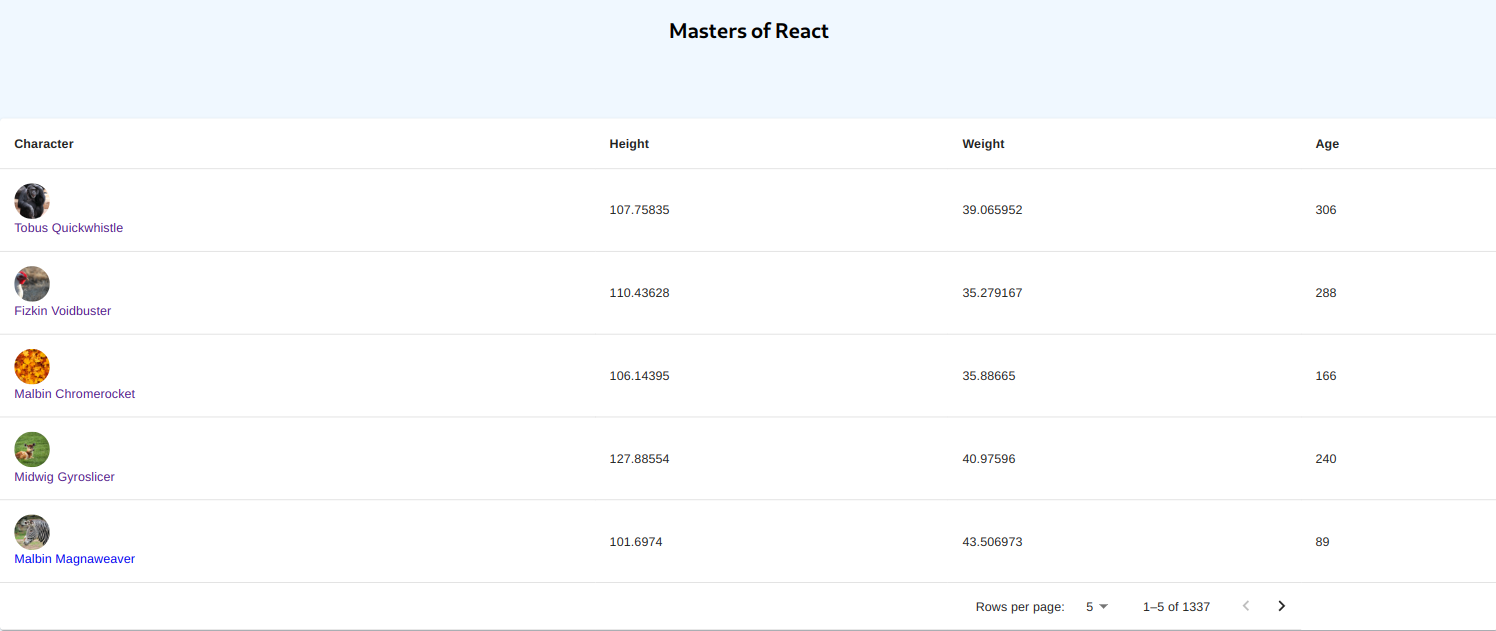 Masters of React
Character Height Weight Age
Tobus Quickwhistle 107.75835 39.065952 306
Fizkin Voidbuster 110.43628 35.279167 288
Malbin Chromerocket 106.14395 35.88665 166
Midwig Gyroslicer 127.88554 40.97596 240
Malbin Magnaweaver 101.6974 43.506973 89
Rows per page: 5 1–5 of 1337